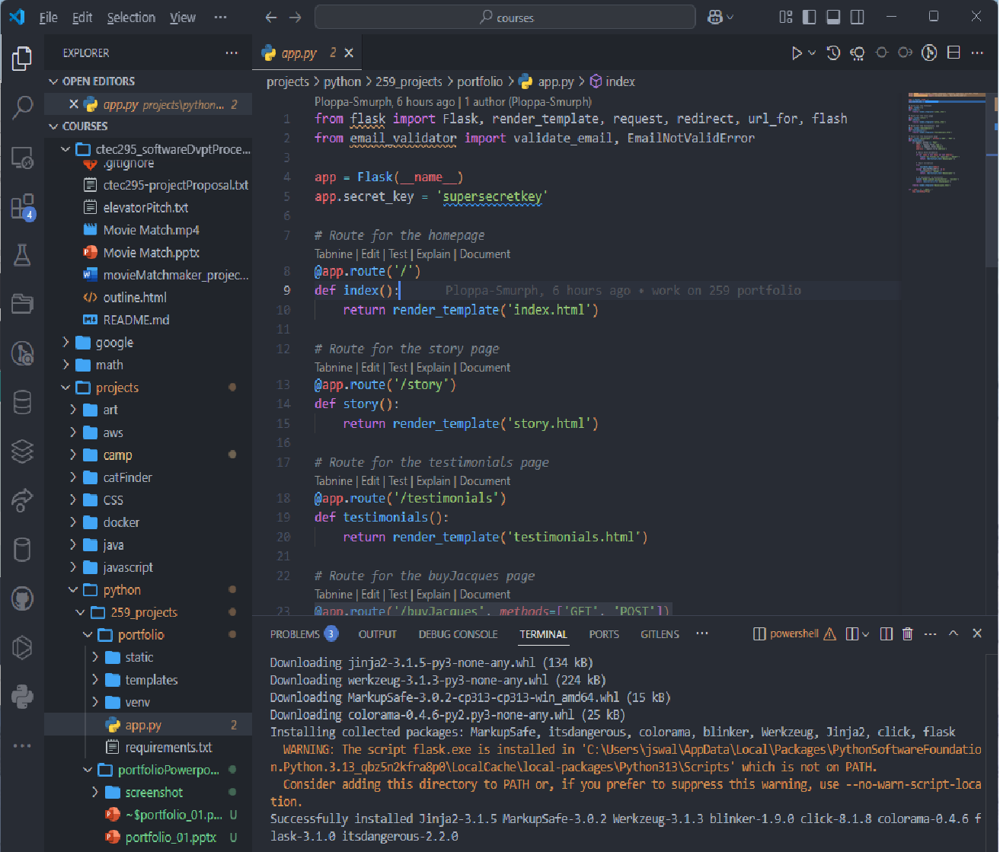 File Edit Selection View ··· courses
EXPLORER ···
OPEN EDITORS
app.py projects\python... 2
COURSES
ctec295_softwareDvptProce...
.gitignore
ctec295-projectProposal.txt
elevatorPitch.txt
Movie Match.mp4
Movie Match.pptx
movieMatchmaker_projec...
outline.html
README.md
google
math
projects
art
aws
camp
catFinder
CSS
docker
java
javascript
python
259_projects
portfolio
static
templates
venv
app.py 2
requirements.txt
portfolioPowerpo...
screenshot
~$portfolio_01.p... U
portfolio_01.pptx U
4
app.py 2
projects > python > 259_projects > portfolio > app.py > index
Ploppa-Smurph, 6 hours ago | 1 author (Ploppa-Smurph)
1 from flask import Flask, render_template, request, redirect, url_for, flash
2 from email_validator import validate_email, EmailNotValidError
3
4 app = Flask(__name__)
5 app.secret_key = 'supersecretkey'
6
7 # Route for the homepage
Tabnine | Edit | Test | Explain | Document
8 @app.route('/')
9 def index(): Ploppa-Smurph, 6 hours ago • work on 259 portfolio
10 return render_template('index.html')
11
12 # Route for the story page
Tabnine | Edit | Test | Explain | Document
13 @app.route('/story')
14 def story():
15 return render_template('story.html')
16
17 # Route for the testimonials page
Tabnine | Edit | Test | Explain | Document
18 @app.route('/testimonials')
19 def testimonials():
20 return render_template('testimonials.html')
21
22 # Route for the buyJacques page
Tabnine | Edit | Test | Explain | Document
23 @app.route('/buyJacques', methods=['GET', 'POST'])
PROBLEMS 3 OUTPUT DEBUG CONSOLE TERMINAL PORTS GITLENS ··· powershell
Downloading jinja2-3.1.5-py3-none-any.whl (134 kB)
Downloading werkzeug-3.1.3-py3-none-any.whl (224 kB)
Downloading MarkupSafe-3.0.2-cp313-cp313-win_amd64.whl (15 kB)
Downloading colorama-0.4.6-py2.py3-none-any.whl (25 kB)
Installing collected packages: MarkupSafe, itsdangerous, colorama, blinker, Werkzeug, Jinja2, click, flask
WARNING: The script flask.exe is installed in 'C:\Users\jswal\AppData\Local\Packages\PythonSoftwareFoundatio
n.Python.3.13_qbz5n2kfra8p0\LocalCache\local-packages\Python313\Scripts' which is not on PATH.
Consider adding this directory to PATH or, if you prefer to suppress this warning, use --no-warn-script-loca
tion.
Successfully installed Jinja2-3.1.5 MarkupSafe-3.0.2 Werkzeug-3.1.3 blinker-1.9.0 click-8.1.8 colorama-0.4.6 f
lask-3.1.0 itsdangerous-2.2.0